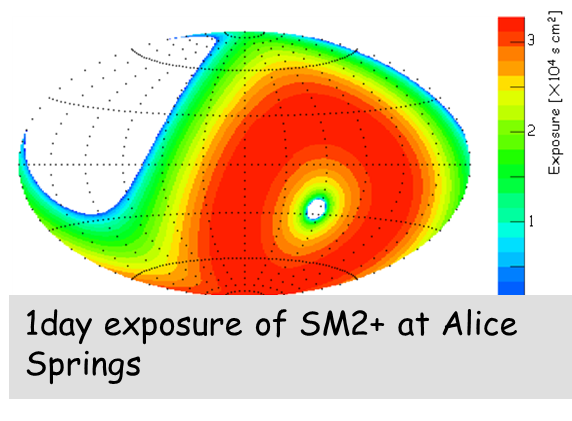 3
2
1
Exposure [×10⁴ s cm²]
1day exposure of SM2+ at Alice
Springs